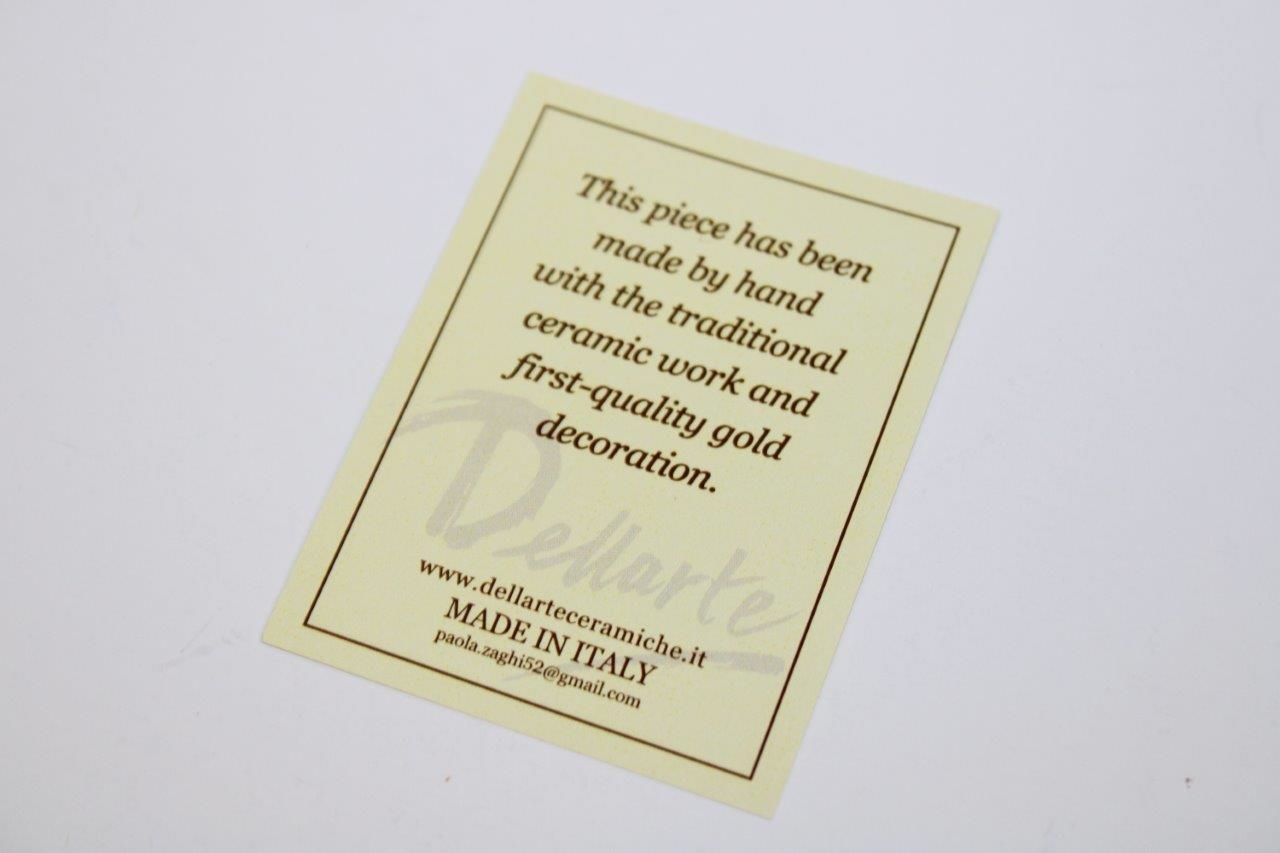 This piece has been
made by hand
with the traditional
ceramic work and
first-quality gold
decoration.
Dellarte
www.dellarteceramiche.it
MADE IN ITALY
paola.zaghi52@gmail.com